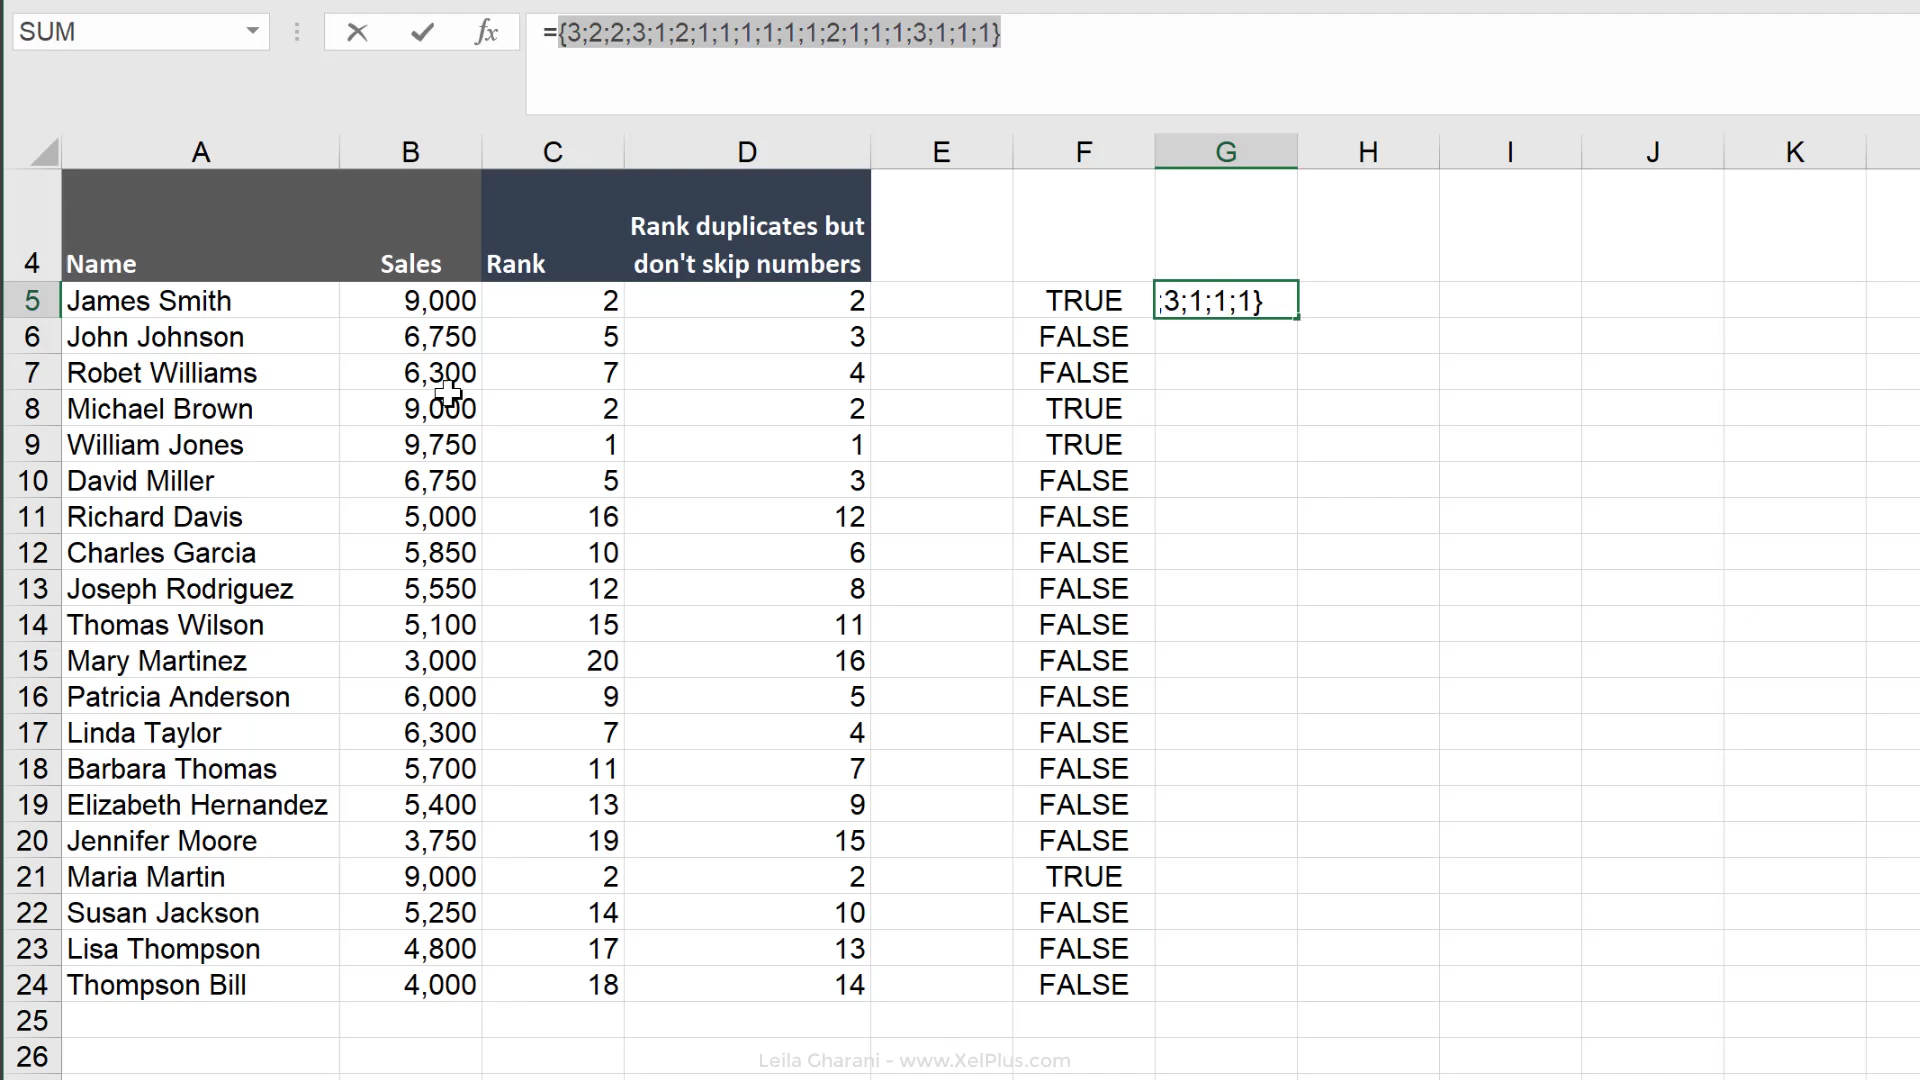 SUM fx ={3;2;2;3;1;2;1;1;1;1;1;1;2;1;1;1;3;1;1;1}
A B C D E F G H I J K
Rank duplicates but
4 Name Sales Rank don't skip numbers
5 James Smith 9,000 2 2 TRUE ;3;1;1;1}
6 John Johnson 6,750 5 3 FALSE
7 Robet Williams 6,300 7 4 FALSE
8 Michael Brown 9,000 2 2 TRUE
9 William Jones 9,750 1 1 TRUE
10 David Miller 6,750 5 3 FALSE
11 Richard Davis 5,000 16 12 FALSE
12 Charles Garcia 5,850 10 6 FALSE
13 Joseph Rodriguez 5,550 12 8 FALSE
14 Thomas Wilson 5,100 15 11 FALSE
15 Mary Martinez 3,000 20 16 FALSE
16 Patricia Anderson 6,000 9 5 FALSE
17 Linda Taylor 6,300 7 4 FALSE
18 Barbara Thomas 5,700 11 7 FALSE
19 Elizabeth Hernandez 5,400 13 9 FALSE
20 Jennifer Moore 3,750 19 15 FALSE
21 Maria Martin 9,000 2 2 TRUE
22 Susan Jackson 5,250 14 10 FALSE
23 Lisa Thompson 4,800 17 13 FALSE
24 Thompson Bill 4,000 18 14 FALSE
25
26
Leila Gharani - www.XelPlus.com